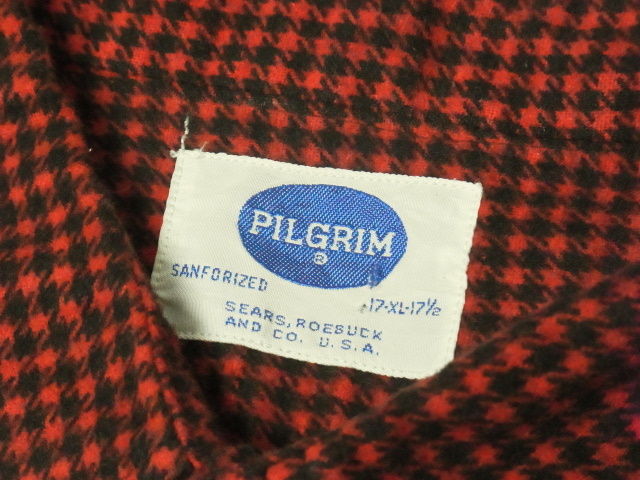 PILGRIM
®
SANFORIZED
17-XL-17½
SEARS, ROEBUCK
AND CO. U.S.A.